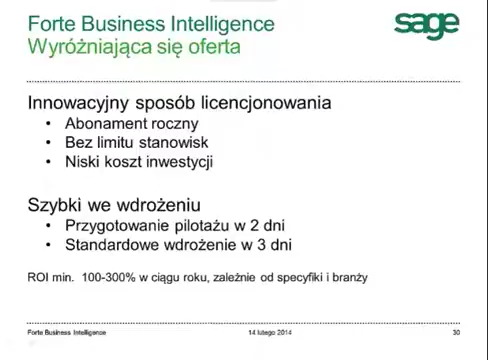 Forte Business Intelligence
Wyróżniająca się oferta
sage
Innowacyjny sposób licencjonowania
• Abonament roczny
• Bez limitu stanowisk
• Niski koszt inwestycji
Szybki we wdrożeniu
• Przygotowanie pilotażu w 2 dni
• Standardowe wdrożenie w 3 dni
ROI min. 100-300% w ciągu roku, zależnie od specyfiki i branży
Forte Business Intelligence 14 lutego 2014 30